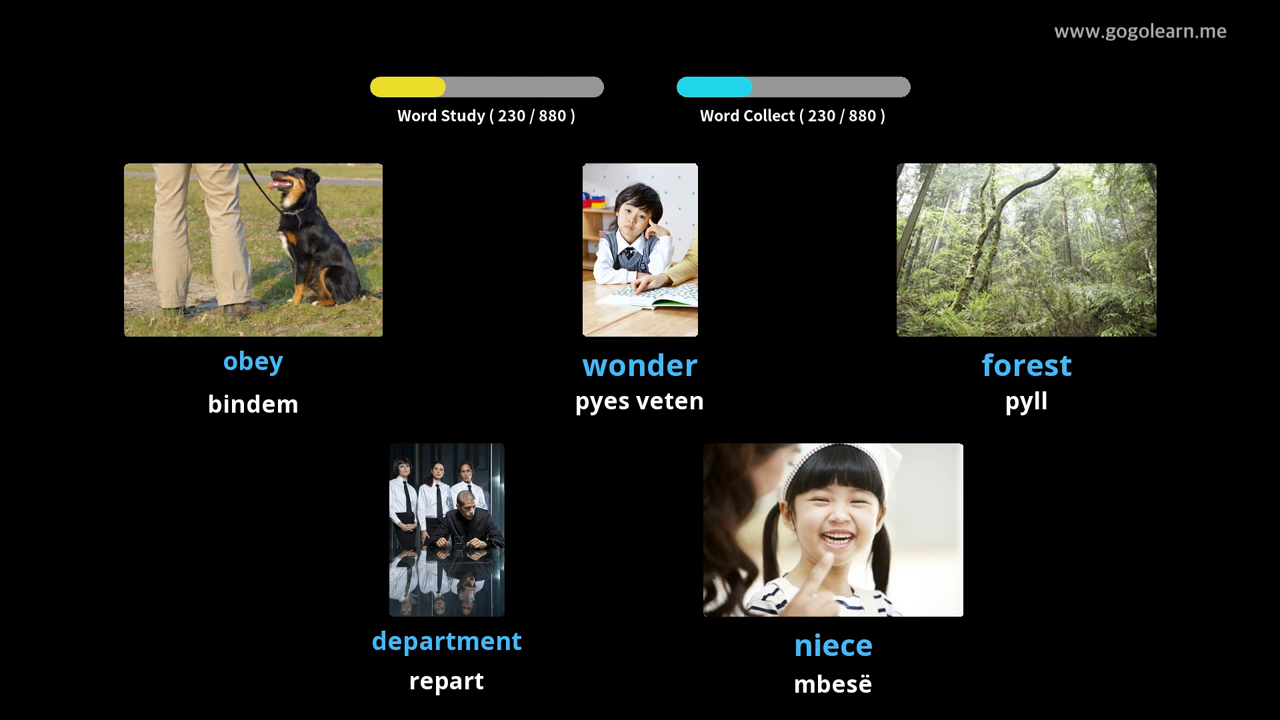 www.gogolearn.me
Word Study ( 230 / 880 )
Word Collect ( 230 / 880 )
obey
bindem
wonder
pyes veten
forest
pyll
department
repart
niece
mbesë